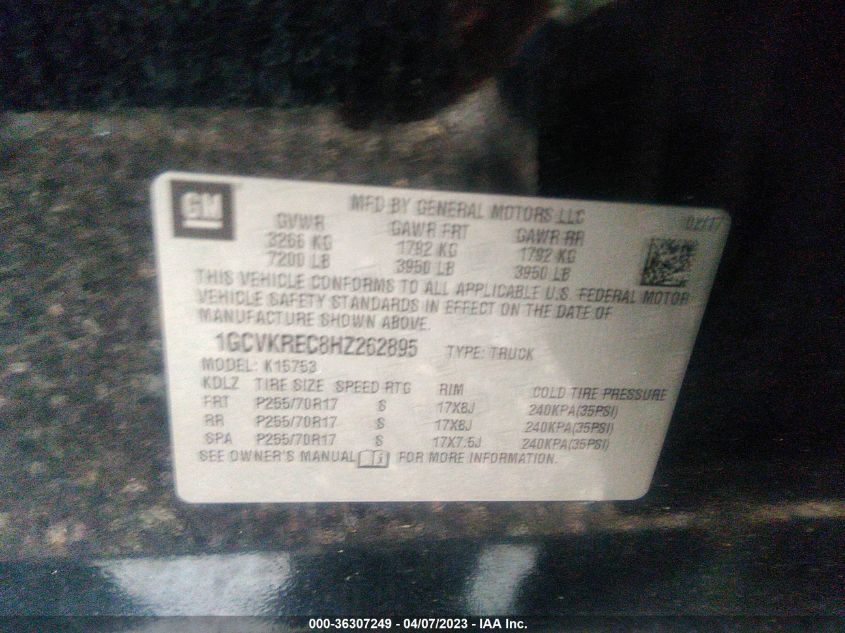 GM
MFD BY GENERAL MOTORS LLC
02/17
GVWR GAWR FRT GAWR RR
3266 KG 1792 KG 1792 KG
7200 LB 3950 LB 3950 LB
THIS VEHICLE CONFORMS TO ALL APPLICABLE U.S. FEDERAL MOTOR
VEHICLE SAFETY STANDARDS IN EFFECT ON THE DATE OF
MANUFACTURE SHOWN ABOVE.
1GCVKREC8HZ262895 TYPE: TRUCK
MODEL: K15753
KDLZ TIRE SIZE SPEED RTG RIM COLD TIRE PRESSURE
FRT P255/70R17 S 17X8J 240KPA(35PSI)
RR P255/70R17 S 17X8J 240KPA(35PSI)
SPA P255/70R17 S 17X7.5J 240KPA(35PSI)
SEE OWNER'S MANUAL FOR MORE INFORMATION.
000-36307249 - 04/07/2023 - IAA Inc.